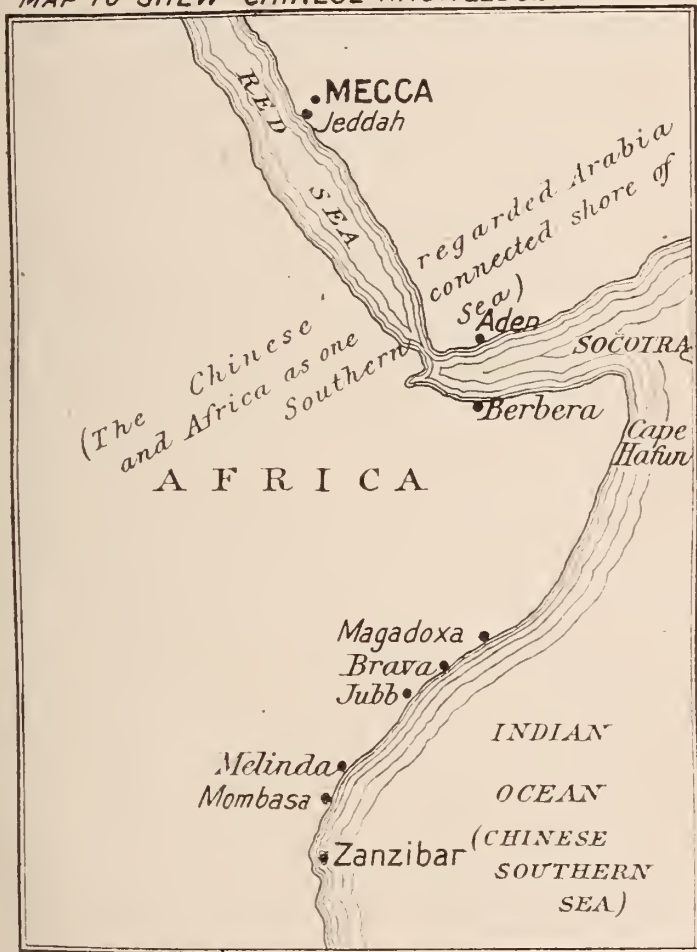 MAP TO SHEW CHINESE
MECCA
Jeddah
RED
SEA
(The Chinese regarded Arabia
and Africa as one connected shore of
Southern Sea)
Aden
SOCOTRA
Berbera
Cape
Hafun
AFRICA
Magadoxa
Brava
Jubb
Melinda
Mombasa
Zanzibar
INDIAN
OCEAN
(CHINESE
SOUTHERN
SEA)